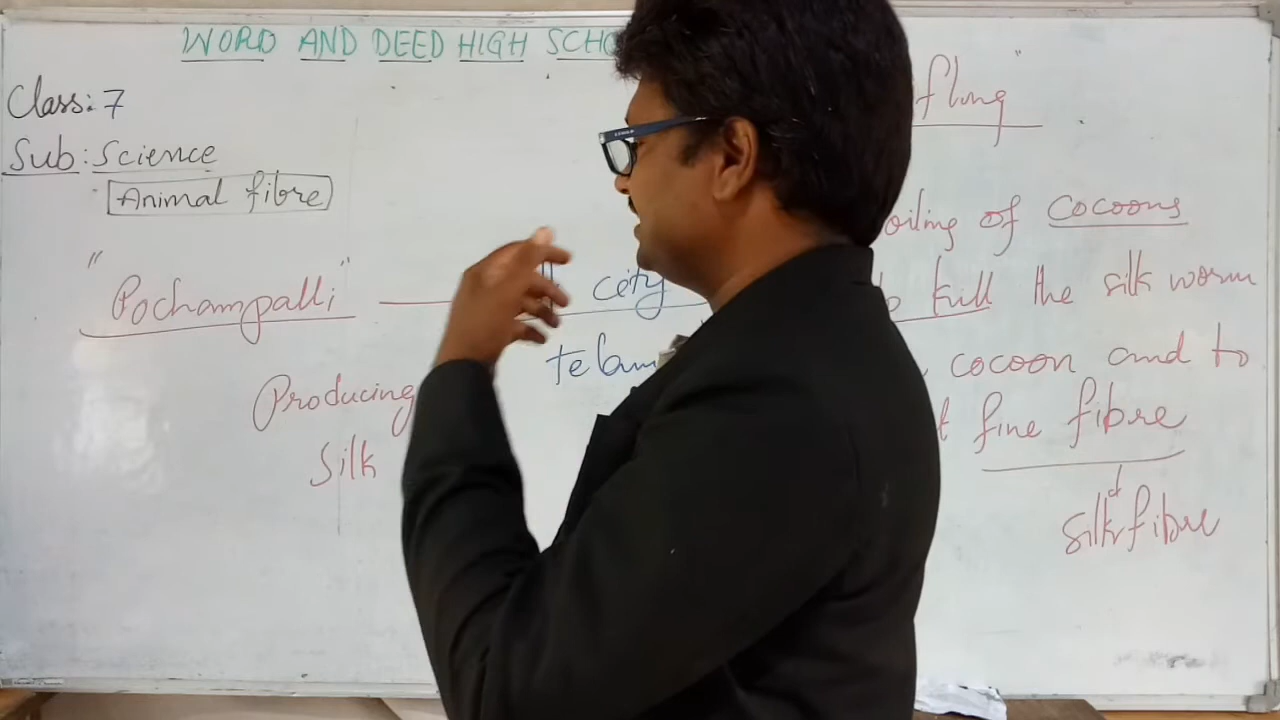 WORD AND DEED HIGH SCHO
Class: 7
Sub: Science
Animal fibre
"Pochampalli" — city
Producing
Silk
fling
oiling of cocoons
kill the silk worm
cocoon and to
fine fibre
silk fibre